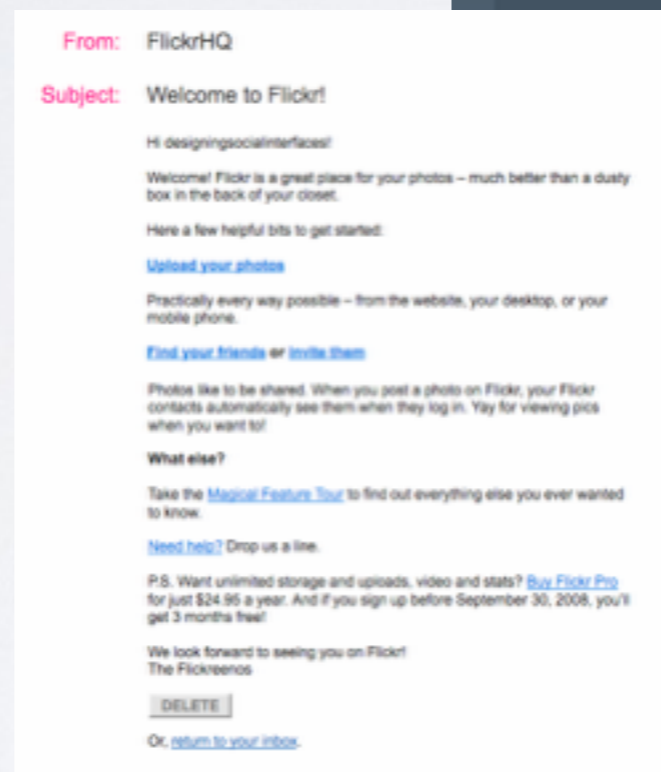 From: FlickrHQ
Subject: Welcome to Flickr!
Hi designingsocialinterfaces!
Welcome! Flickr is a great place for your photos – much better than a dusty
box in the back of your closet.
Here a few helpful bits to get started:
Upload your photos
Practically every way possible – from the website, your desktop, or your
mobile phone.
Find your friends or invite them
Photos like to be shared. When you post a photo on Flickr, your Flickr
contacts automatically see them when they log in. Yay for viewing pics
when you want to!
What else?
Take the Magical Feature Tour to find out everything else you ever wanted
to know.
Need help? Drop us a line.
P.S. Want unlimited storage and uploads, video and stats? Buy Flickr Pro
for just $24.95 a year. And if you sign up before September 30, 2008, you'll
get 3 months free!
We look forward to seeing you on Flickr!
The Flickreenos
DELETE
Or, return to your inbox.